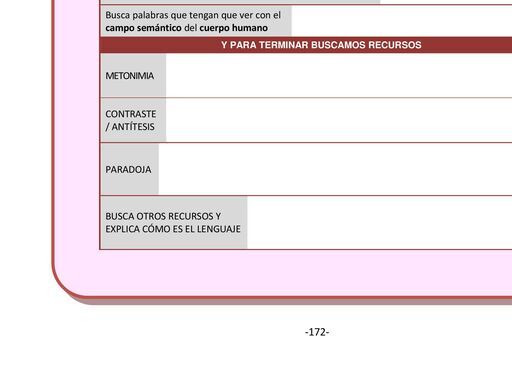 Busca palabras que tengan que ver con el
campo semántico del cuerpo humano
Y PARA TERMINAR BUSCAMOS RECURSOS
METONIMIA
CONTRASTE
/ ANTÍTESIS
PARADOJA
BUSCA OTROS RECURSOS Y
EXPLICA CÓMO ES EL LENGUAJE
-172-